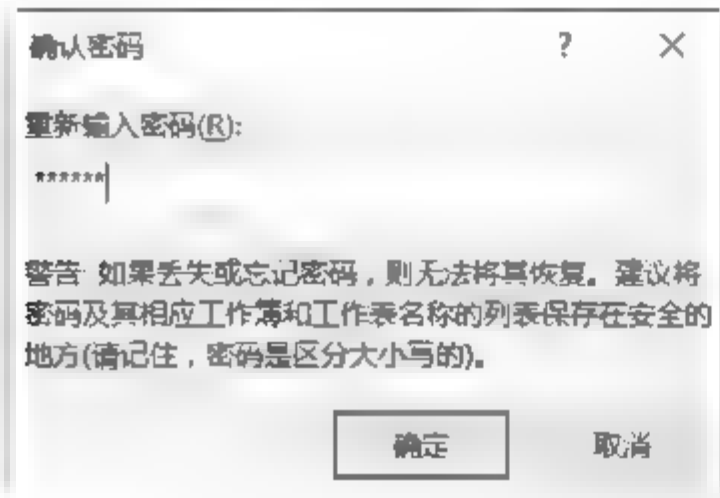 确认密码 ? ×
重新输入密码(R):
******
警告 如果丢失或忘记密码，则无法将其恢复。建议将
密码及其相应工作薄和工作表名称的列表保存在安全的
地方(请记住，密码是区分大小写的)。
确定 取消